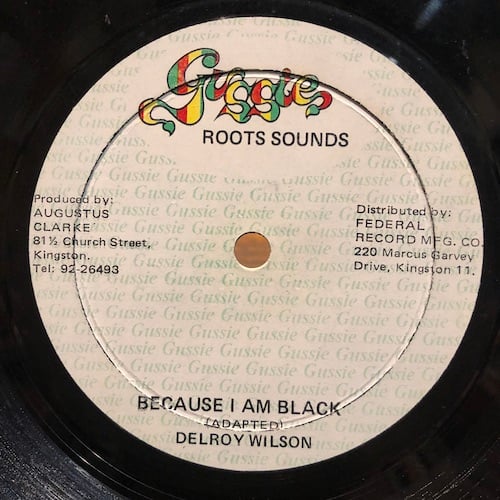 Gussie
ROOTS SOUNDS
Produced by:
AUGUSTUS
CLARKE
81½ Church Street,
Kingston.
Tel: 92-26493
Distributed by:
FEDERAL
RECORD MFG. CO.
220 Marcus Garvey
Drive, Kingston 11.
BECAUSE I AM BLACK
(ADAPTED)
DELROY WILSON